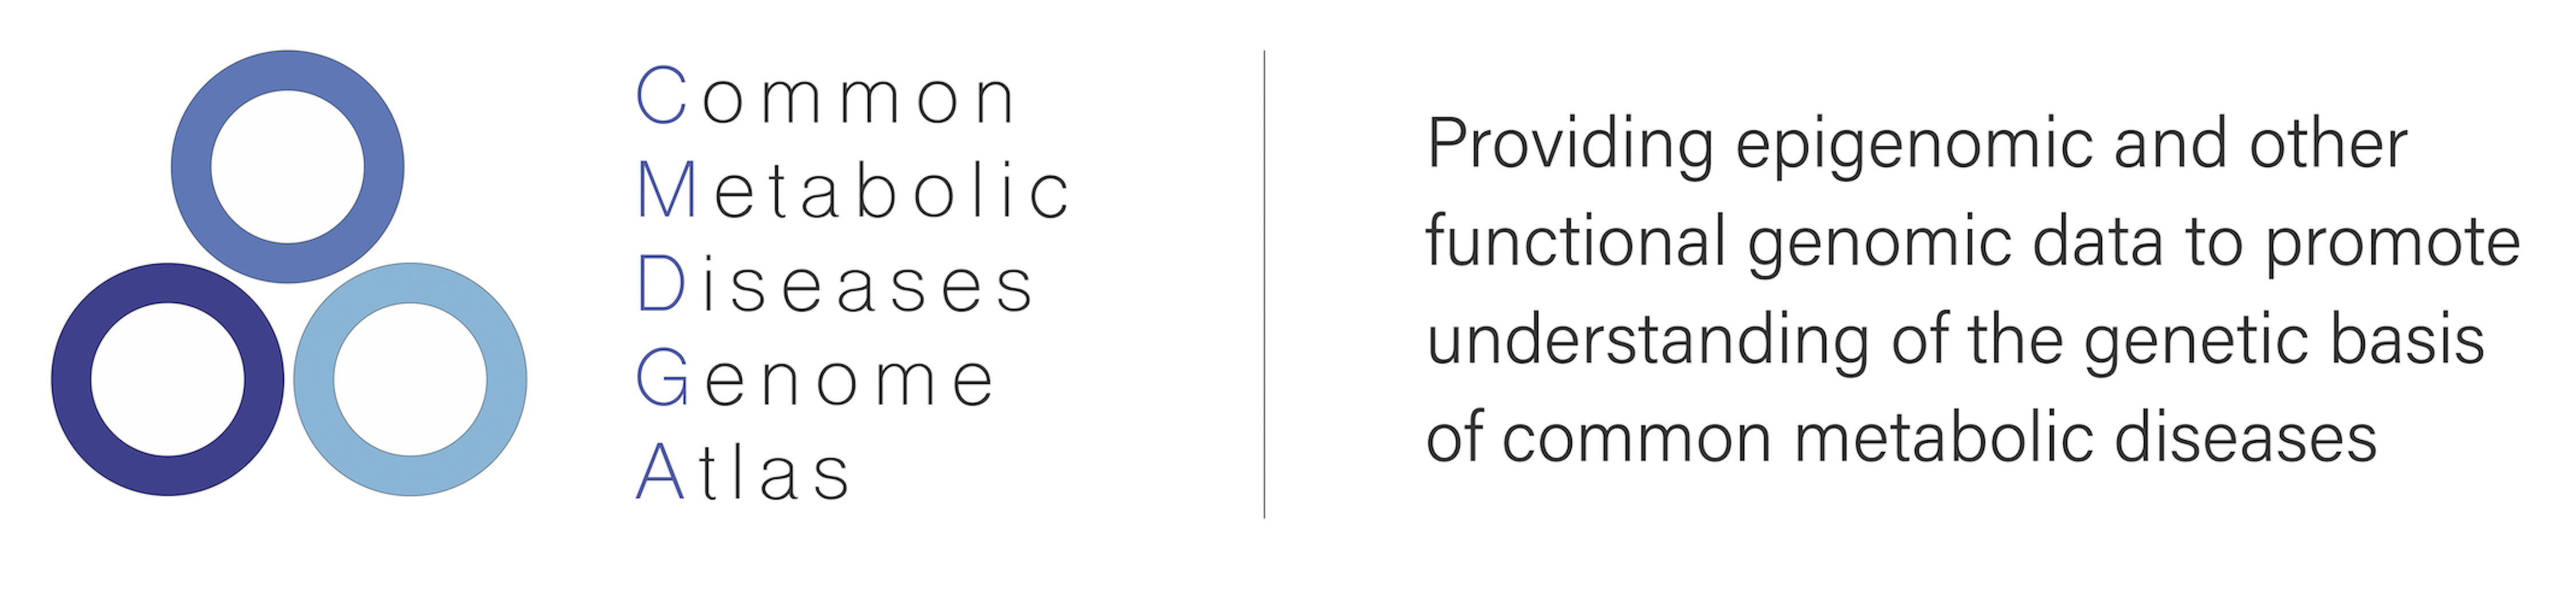 Common
Metabolic
Diseases
Genome
Atlas
Providing epigenomic and other
functional genomic data to promote
understanding of the genetic basis
of common metabolic diseases